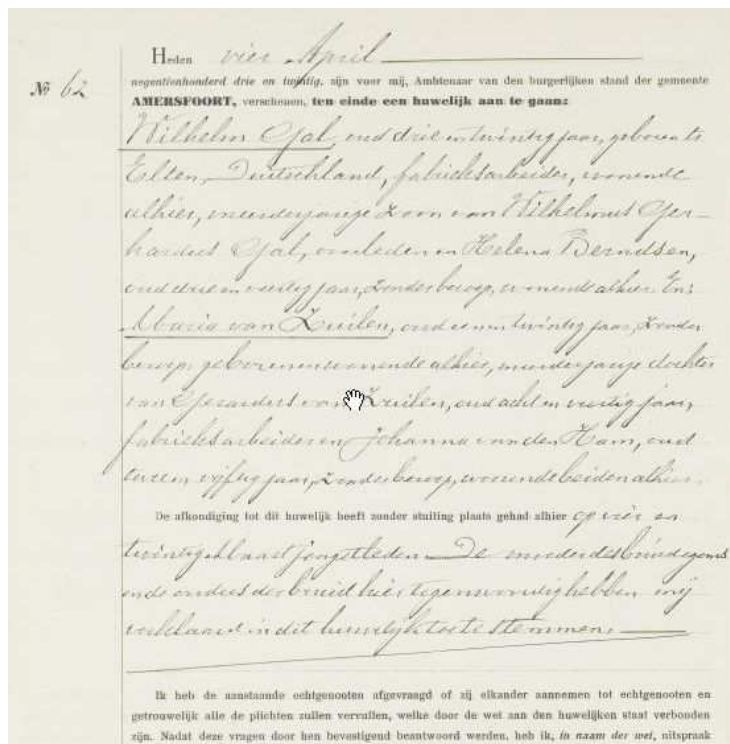 Heden vier April
negentienhonderd drie en twintig, zijn voor mij, Ambtenaar van den burgerlijken stand der gemeente
№ 62
AMERSFOORT, verschenen, ten einde een huwelijk aan te gaan:
Wilhelm Gal, oud drie en twintig jaar, geboren te
Elten, Duitschland, fabrieksarbeider, wonende
alhier, meerderjarige zoon van Wilhelmus Ger-
hardus Gal, overleden en Helena Berndsen,
oud drie en veertig jaar, zonder beroep, wonende alhier. En:
Maria van Zuilen, oud een en twintig jaar, zonder
beroep, geboren en wonende alhier, minderjarige dochter
van Gerardus van Zuilen, oud acht en veertig jaar,
fabrieksarbeider en Johanna van den Ham, oud
twee en vijftig jaar, zonder beroep, wonende beiden alhier.
De afkondiging tot dit huwelijk heeft zonder stuiting plaats gehad alhier op vier en
twintig Maart jongstleden. De moeder des bruidegoms
en de ouders der bruid hier tegenwoordig hebben mij
verklaard in dit huwelijk toe te stemmen.
Ik heb de aanstaande echtgenooten afgevraagd of zij elkander aannemen tot echtgenooten en
getrouwelijk alle de plichten zullen vervullen, welke door de wet aan den huwelijken staat verbonden
zijn. Nadat deze vragen door hen bevestigend beantwoord werden, heb ik, in naam der wet, uitspraak